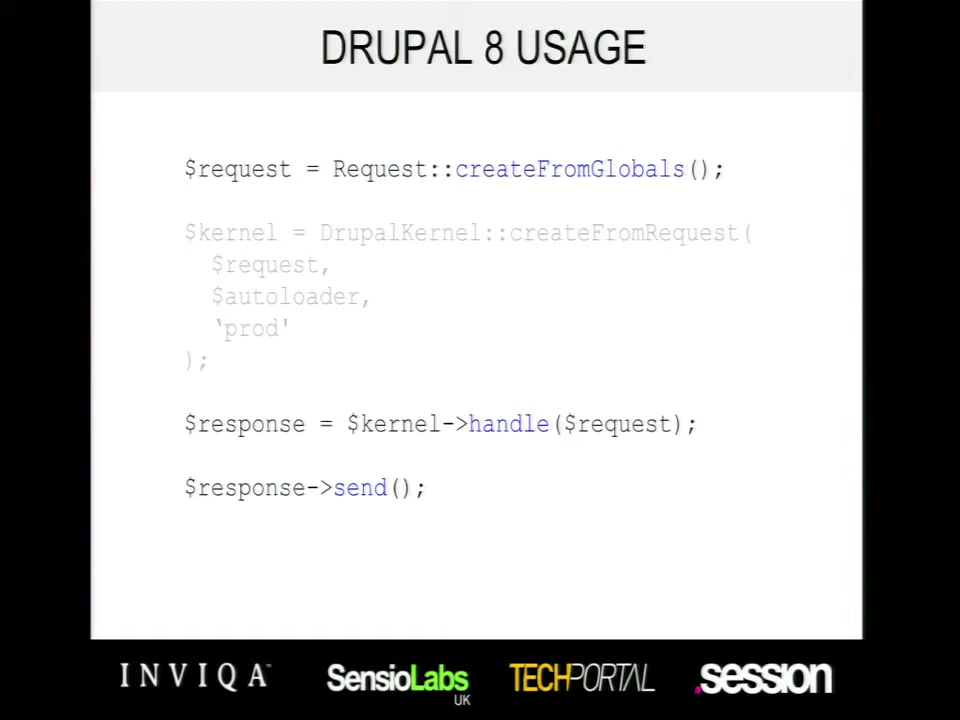 DRUPAL 8 USAGE
$request = Request::createFromGlobals();
$kernel = DrupalKernel::createFromRequest(
$request,
$autoloader,
‘prod'
);
$response = $kernel->handle($request);
$response->send();
INVIQA™ SensioLabs UK TECHPORTAL .session